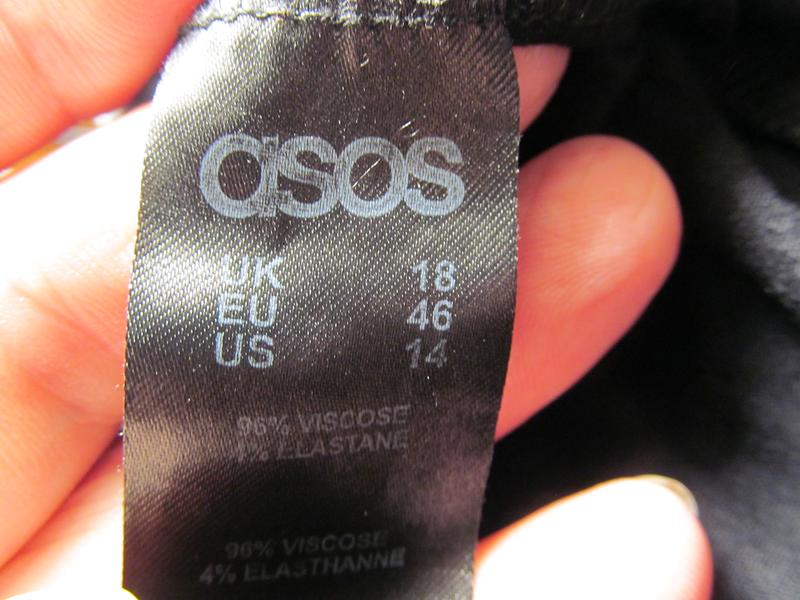 asos
UK 18
EU 46
US 14
96% VISCOSE
4% ELASTANE
96% VISCOSE
4% ELASTHANNE